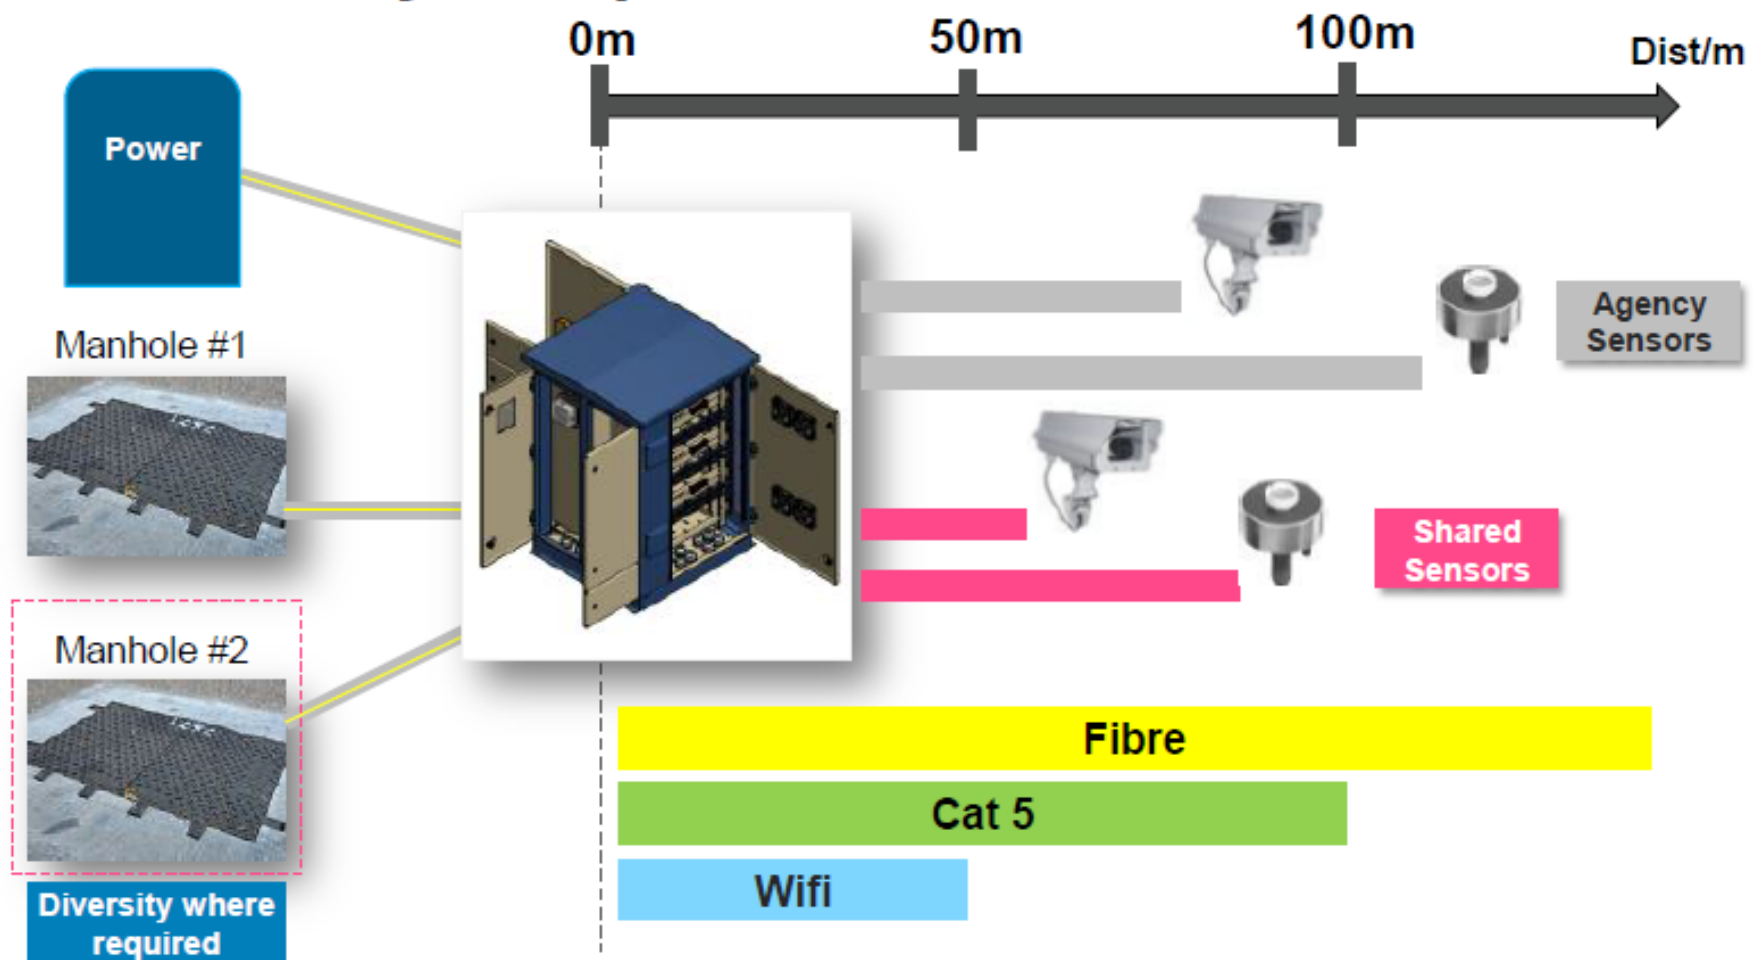 0m
50m
100m
Dist/m
Power
Manhole #1
Agency
Sensors
Shared
Sensors
Manhole #2
Fibre
Cat 5
Wifi
Diversity where
required